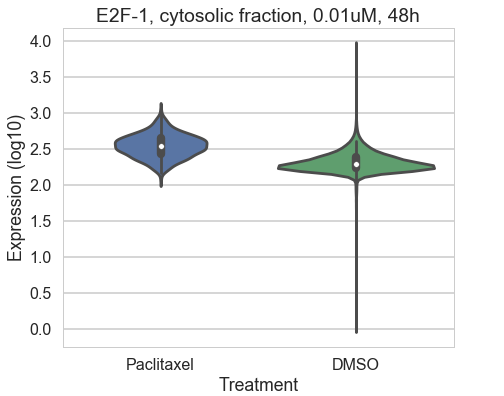 E2F-1, cytosolic fraction, 0.01uM, 48h
Expression (log10)
4.0
3.5
3.0
2.5
2.0
1.5
1.0
0.5
0.0
Paclitaxel
DMSO
Treatment